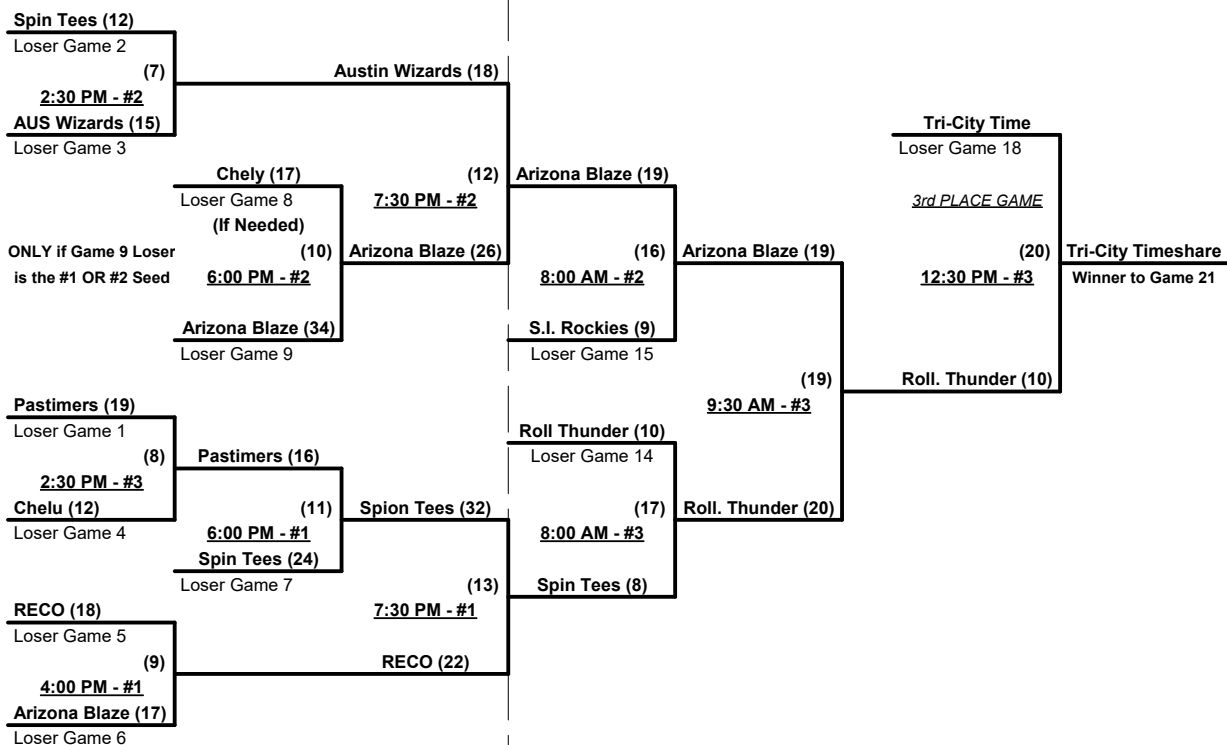 Spin Tees (12)
Loser Game 2
(7)
Austin Wizards (18)
2:30 PM - #2
AUS Wizards (15)
Tri-City Time
Loser Game 3
Loser Game 18
Chely (17)
(12)
Arizona Blaze (19)
Loser Game 8
7:30 PM - #2
3rd PLACE GAME
(If Needed)
ONLY if Game 9 Loser
(10)
Arizona Blaze (26)
(16)
Arizona Blaze (19)
(20)
Tri-City Timeshare
is the #1 OR #2 Seed
6:00 PM - #2
8:00 AM - #2
12:30 PM - #3
Winner to Game 21
Arizona Blaze (34)
S.I. Rockies (9)
Loser Game 9
Loser Game 15
(19)
Roll. Thunder (10)
Pastimers (19)
9:30 AM - #3
Loser Game 1
Roll Thunder (10)
(8)
Pastimers (16)
Loser Game 14
2:30 PM - #3
Chelu (12)
(11)
Spion Tees (32)
(17)
Roll. Thunder (20)
Loser Game 4
6:00 PM - #1
8:00 AM - #3
Spin Tees (24)
Loser Game 7
(13)
Spin Tees (8)
RECO (18)
7:30 PM - #1
Loser Game 5
(9)
RECO (22)
4:00 PM - #1
Arizona Blaze (17)
Loser Game 6